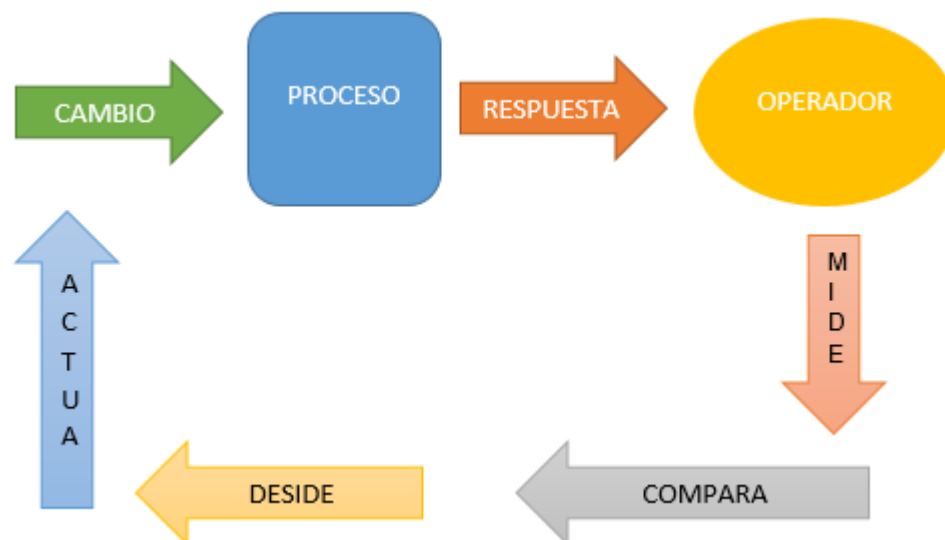 CAMBIO
PROCESO
RESPUESTA
OPERADOR
MIDE
COMPARA
DESIDE
ACTUA